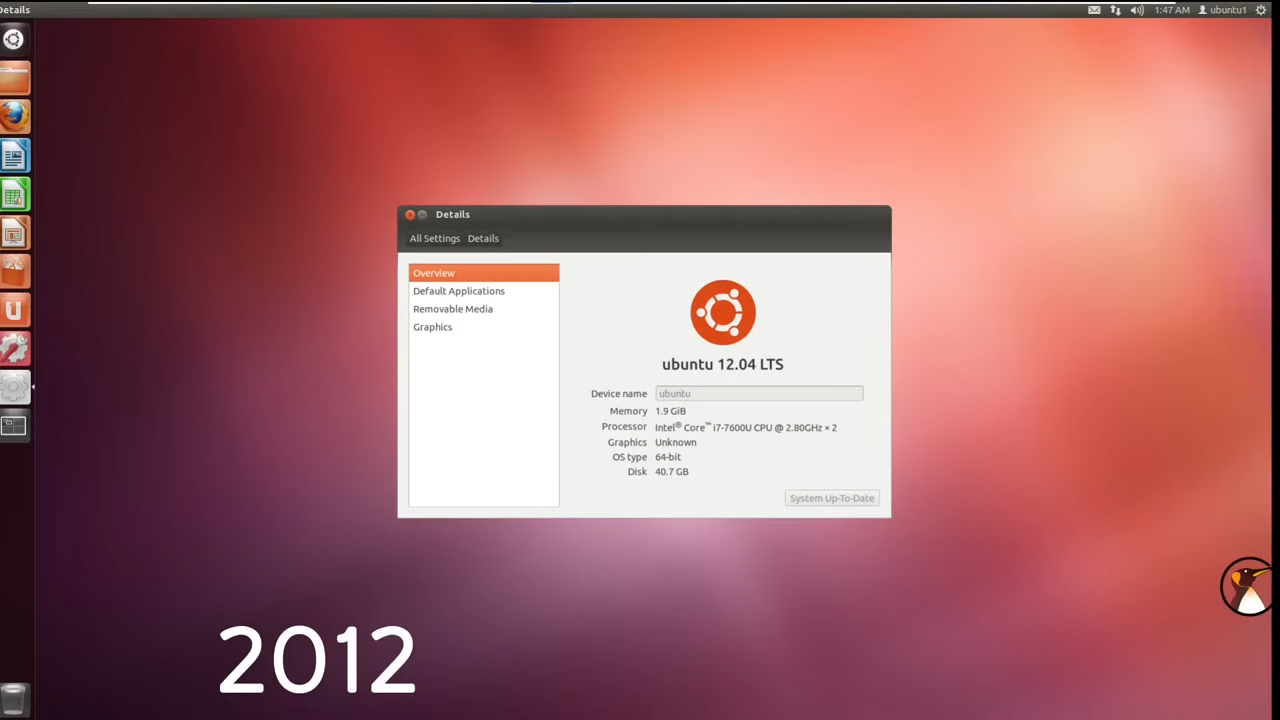 Details
1:47 AM ubuntu1
Details
All Settings Details
Overview
Default Applications
Removable Media
Graphics
ubuntu 12.04 LTS
Device name ubuntu
Memory 1.9 GiB
Processor Intel® Core™ i7-7600U CPU @ 2.80GHz × 2
Graphics Unknown
OS type 64-bit
Disk 40.7 GB
System Up-To-Date
2012